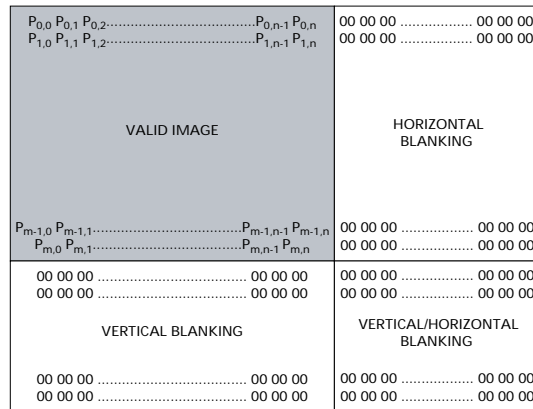 P0,0 P0,1 P0,2.....................................P0,n-1 P0,n 00 00 00 .................. 00 00 00
P1,0 P1,1 P1,2.....................................P1,n-1 P1,n 00 00 00 .................. 00 00 00
VALID IMAGE
HORIZONTAL
BLANKING
Pm-1,0 Pm-1,1.....................................Pm-1,n-1 Pm-1,n 00 00 00 .................. 00 00 00
Pm,0 Pm,1.....................................Pm,n-1 Pm,n 00 00 00 .................. 00 00 00
00 00 00 ..................................... 00 00 00 00 00 00 .................. 00 00 00
00 00 00 ..................................... 00 00 00 00 00 00 .................. 00 00 00
VERTICAL BLANKING
VERTICAL/HORIZONTAL
BLANKING
00 00 00 ..................................... 00 00 00 00 00 00 .................. 00 00 00
00 00 00 ..................................... 00 00 00 00 00 00 .................. 00 00 00